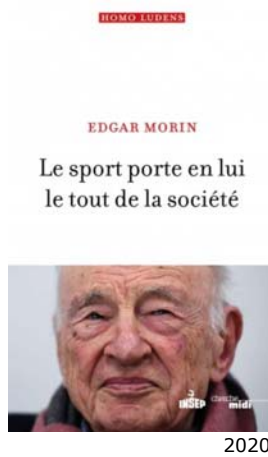 HOMO LUDENS
EDGAR MORIN
Le sport porte en lui
le tout de la société
INSEP
cherche
midi
2020